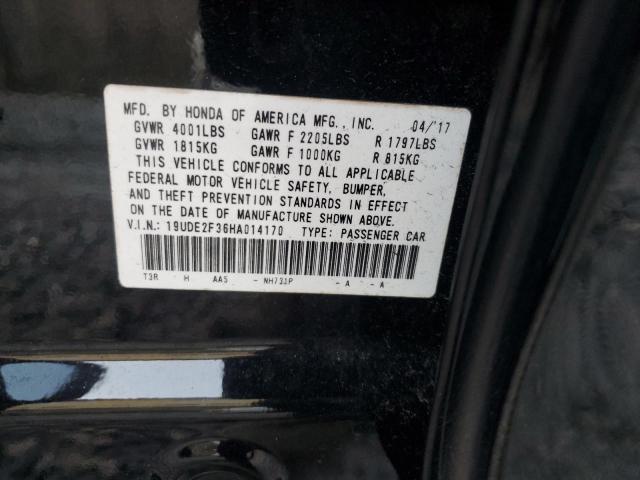 MFD. BY HONDA OF AMERICA MFG., INC. 04/'17
GVWR 4001LBS GAWR F 2205LBS R 1797LBS
GVWR 1815KG GAWR F 1000KG R 815KG
THIS VEHICLE CONFORMS TO ALL APPLICABLE
FEDERAL MOTOR VEHICLE SAFETY, BUMPER,
AND THEFT PREVENTION STANDARDS IN EFFECT
ON THE DATE OF MANUFACTURE SHOWN ABOVE.
V.I.N.: 19UDE2F36HA014170 TYPE: PASSENGER CAR
T3R H AA5 - NH731P - A - A